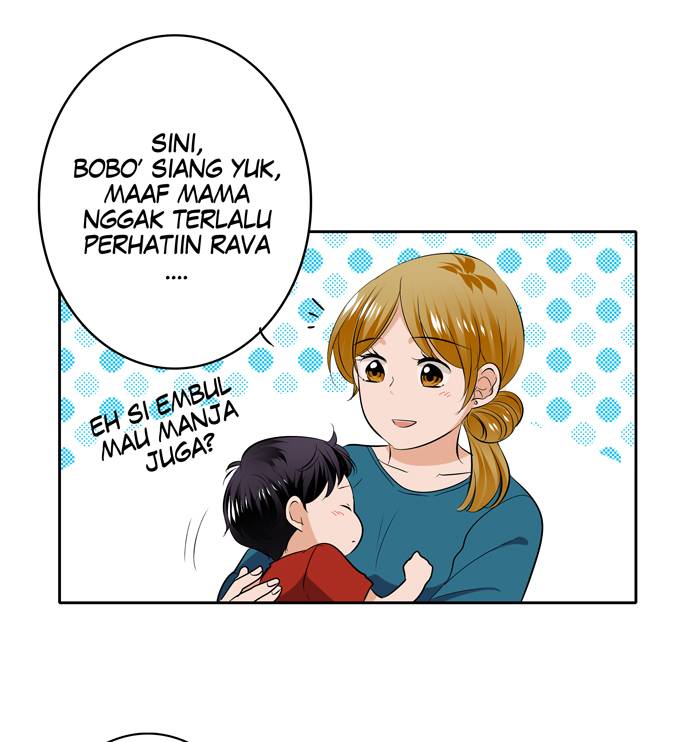 SINI,
BOBO' SIANG YUK,
MAAF MAMA
NGGAK TERLALU
PERHATIIN RAVA
....
EH SI EMBUL
MAU MANJA
JUGA?